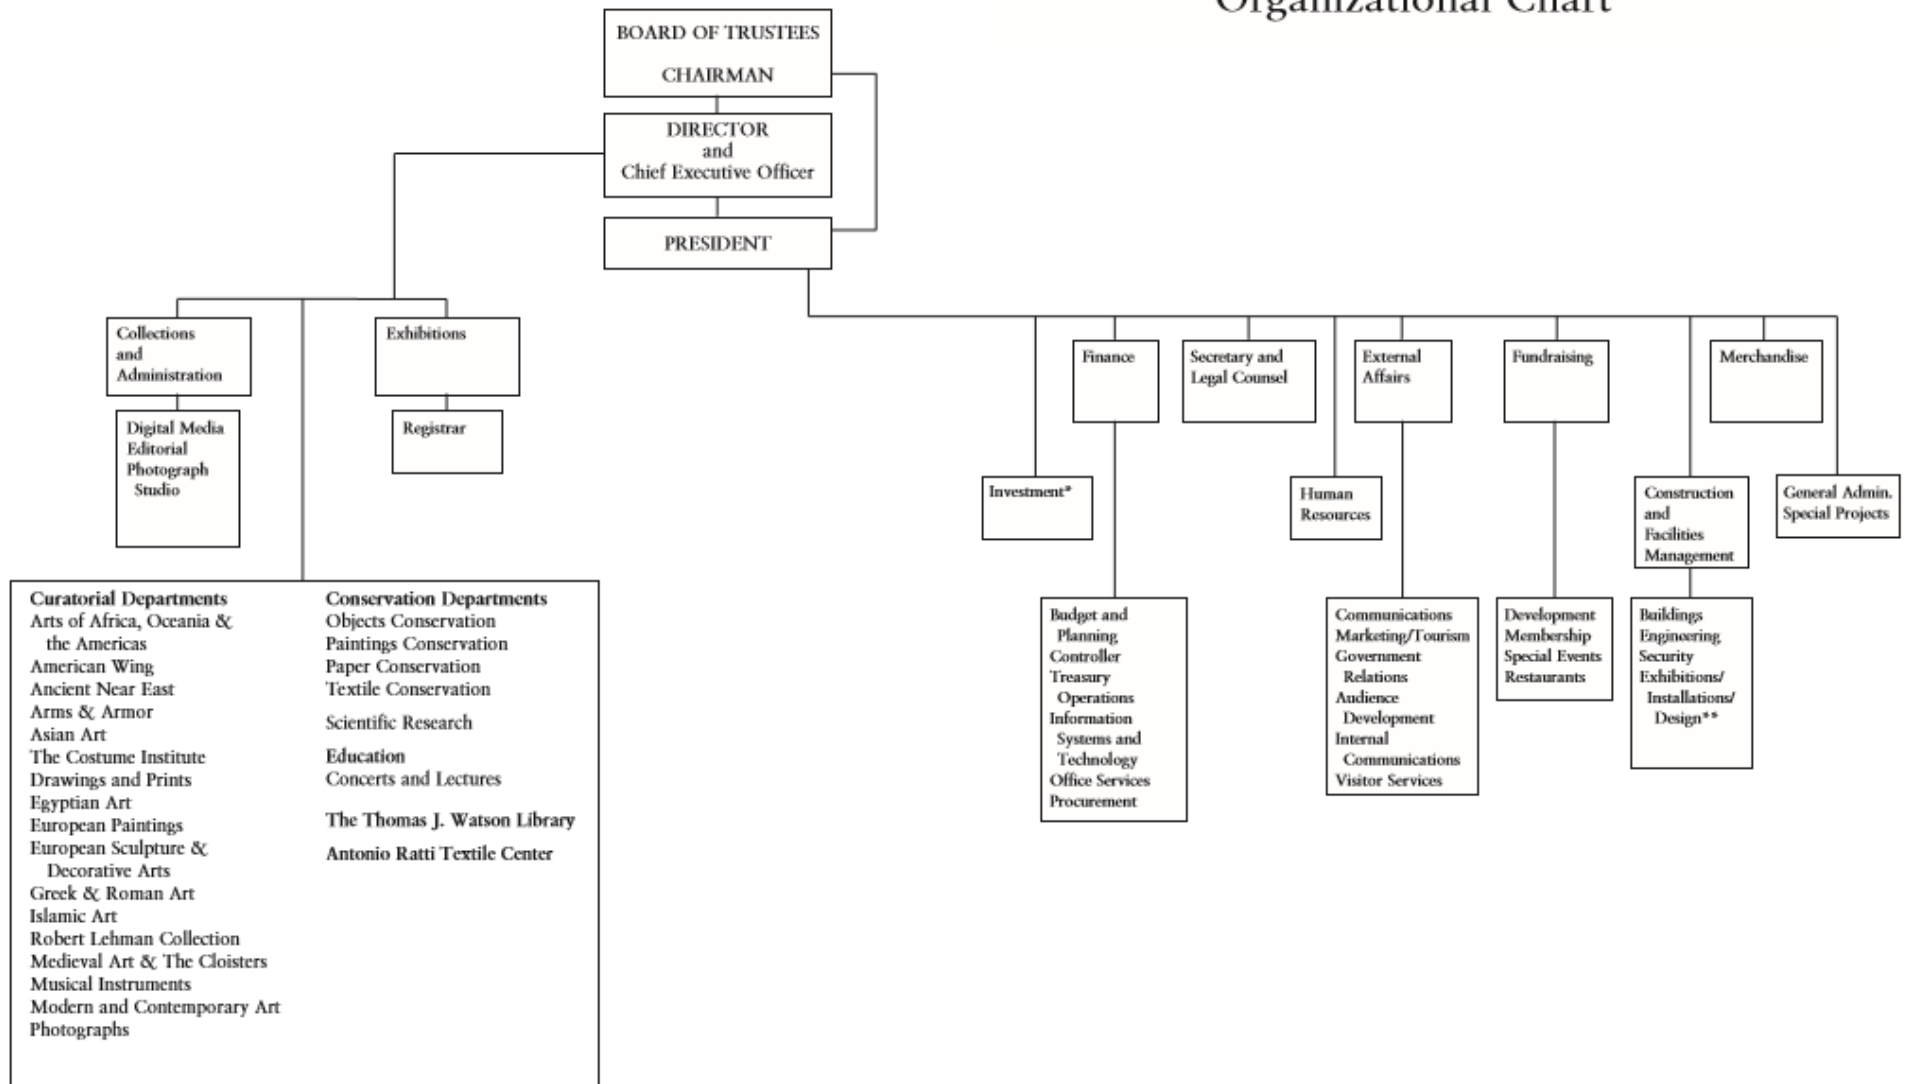 Organizational Chart
BOARD OF TRUSTEES
CHAIRMAN
DIRECTOR
and
Chief Executive Officer
PRESIDENT
Collections
and
Administration
Exhibitions
Digital Media
Editorial
Photograph
Studio
Registrar
Finance
Secretary and
Legal Counsel
External
Affairs
Fundraising
Merchandise
Investment*
Human
Resources
Construction
and
Facilities
Management
General Admin.
Special Projects
Curatorial Departments
Arts of Africa, Oceania &
the Americas
American Wing
Ancient Near East
Arms & Armor
Asian Art
The Costume Institute
Drawings and Prints
Egyptian Art
European Paintings
European Sculpture &
Decorative Arts
Greek & Roman Art
Islamic Art
Robert Lehman Collection
Medieval Art & The Cloisters
Musical Instruments
Modern and Contemporary Art
Photographs
Conservation Departments
Objects Conservation
Paintings Conservation
Paper Conservation
Textile Conservation
Scientific Research
Education
Concerts and Lectures
The Thomas J. Watson Library
Antonio Ratti Textile Center
Budget and
Planning
Controller
Treasury
Operations
Information
Systems and
Technology
Office Services
Procurement
Communications
Marketing/Tourism
Government
Relations
Audience
Development
Internal
Communications
Visitor Services
Development
Membership
Special Events
Restaurants
Buildings
Engineering
Security
Exhibitions/
Installations/
Design**